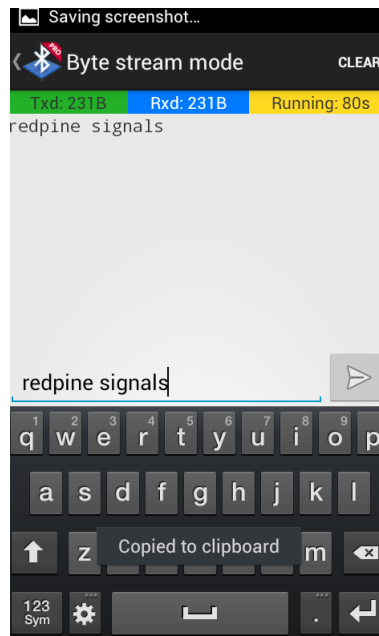 Saving screenshot...
PRO
Byte stream mode
CLEAR
Txd: 231B Rxd: 231B Running: 80s
redpine signals
redpine signals
1 2 3 4 5 6 7 8 9
q w e r t y u i o p
a s d f g h j k l
z m
Copied to clipboard
123
Sym
.